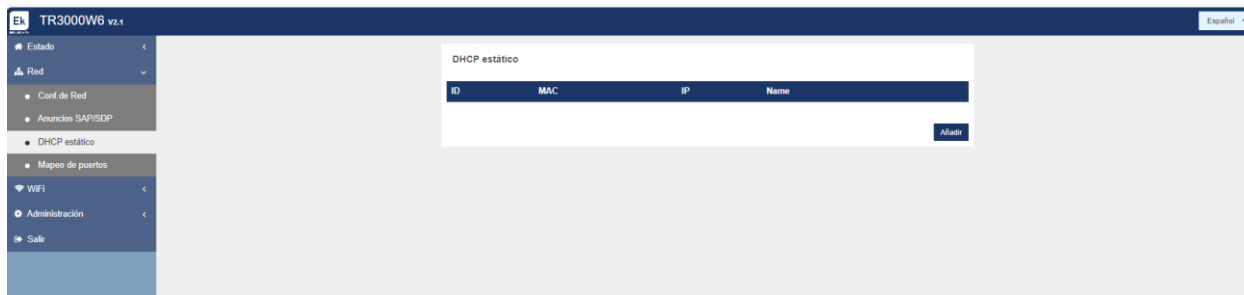 Ek TR3000W6 V2.1 Español
Estado
Red
Conf.de Red
Anuncios SAP/SDP
DHCP estático
Mapeo de puertos
WiFi
Administración
Salir
DHCP estático
ID MAC IP Name
Añadir